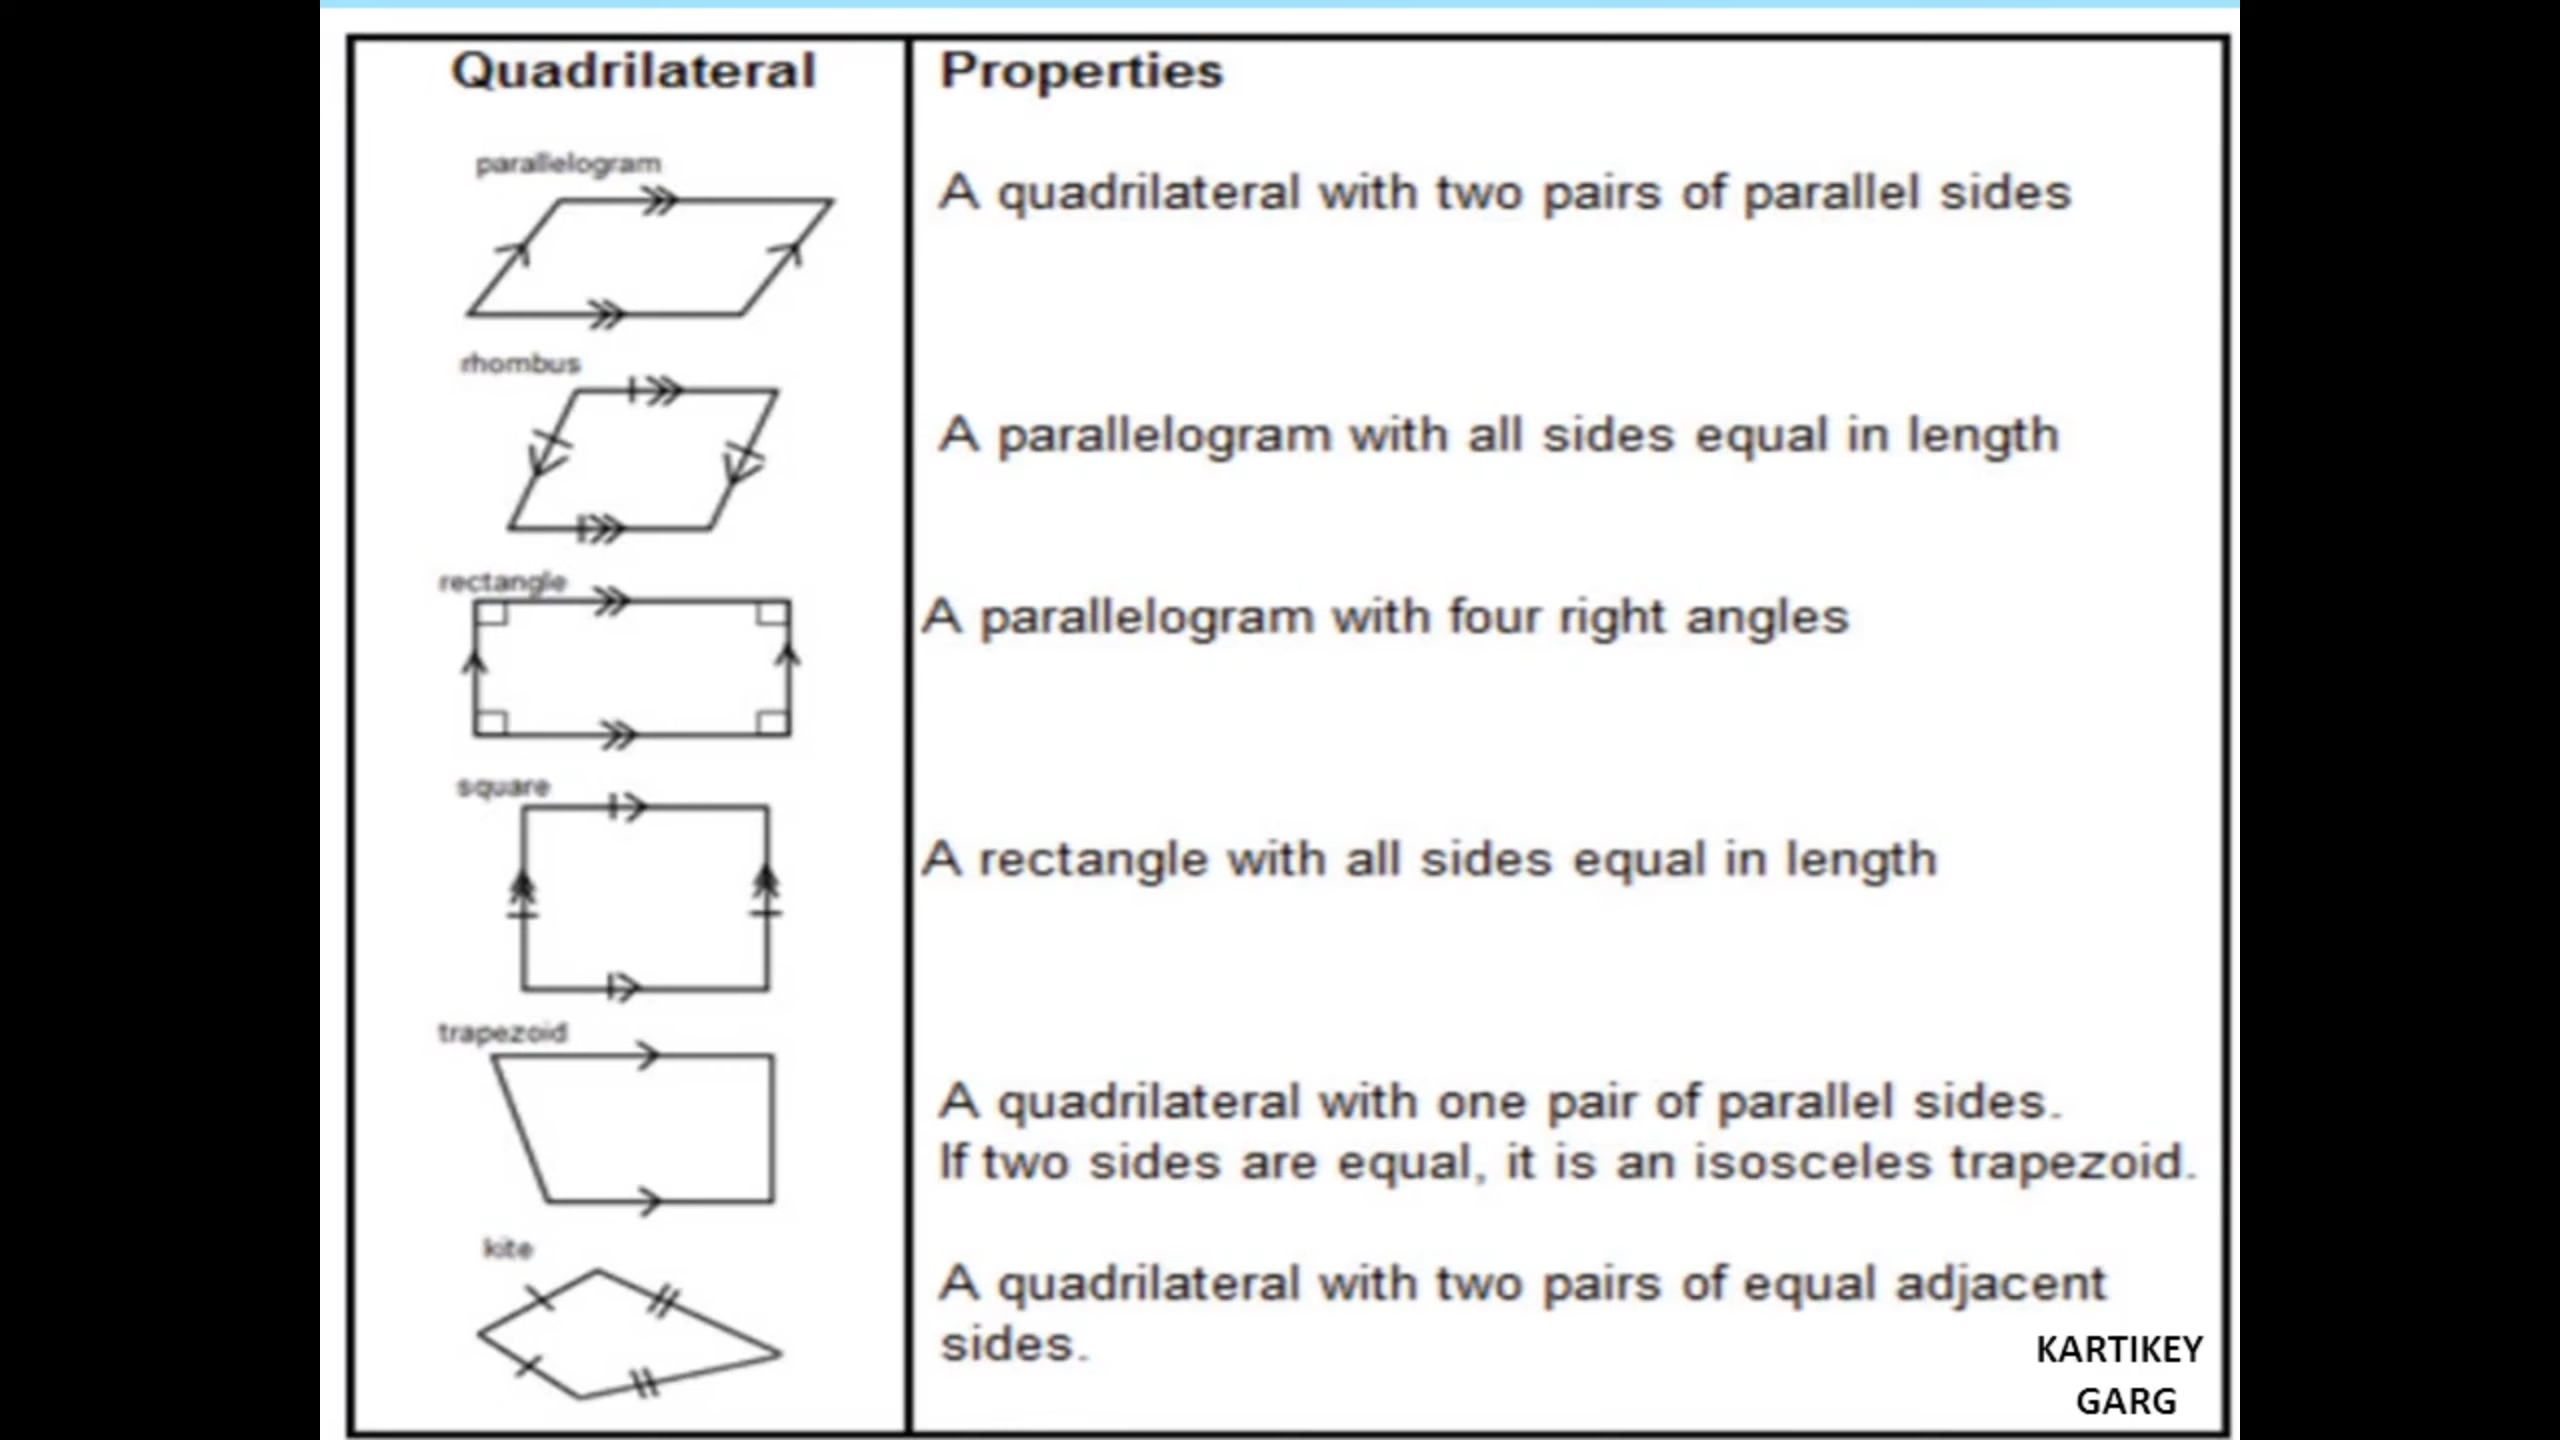 Quadrilateral
Properties
parallelogram
A quadrilateral with two pairs of parallel sides
rhombus
A parallelogram with all sides equal in length
rectangle
A parallelogram with four right angles
square
A rectangle with all sides equal in length
trapezoid
A quadrilateral with one pair of parallel sides.
If two sides are equal, it is an isosceles trapezoid.
kite
A quadrilateral with two pairs of equal adjacent
sides.
KARTIKEY
GARG